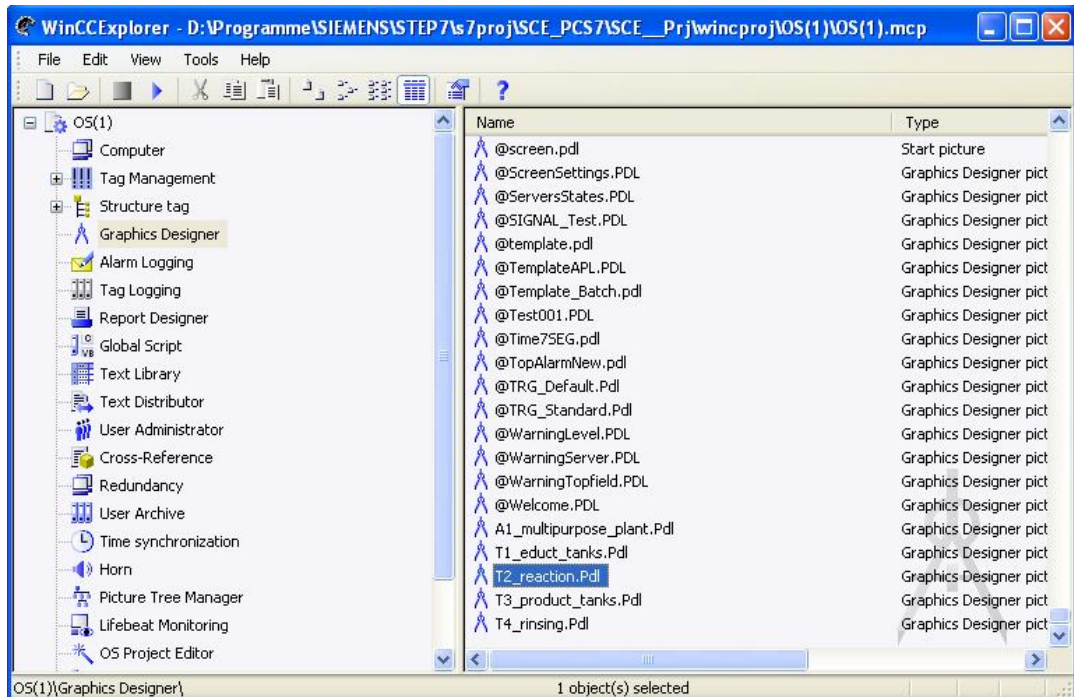 WinCCExplorer - D:\Programme\SIEMENS\STEP7\s7proj\SCE_PCS7\SCE__Prj\wincproj\OS(1)\OS(1).mcp
File Edit View Tools Help
OS(1)
Computer
Tag Management
Structure tag
Graphics Designer
Alarm Logging
Tag Logging
Report Designer
Global Script
Text Library
Text Distributor
User Administrator
Cross-Reference
Redundancy
User Archive
Time synchronization
Horn
Picture Tree Manager
Lifebeat Monitoring
OS Project Editor
Name Type
@screen.pdl Start picture
@ScreenSettings.PDL Graphics Designer pict
@ServersStates.PDL Graphics Designer pict
@SIGNAL_Test.PDL Graphics Designer pict
@template.pdl Graphics Designer pict
@TemplateAPL.PDL Graphics Designer pict
@Template_Batch.pdl Graphics Designer pict
@Test001.PDL Graphics Designer pict
@Time7SEG.pdl Graphics Designer pict
@TopAlarmNew.pdl Graphics Designer pict
@TRG_Default.Pdl Graphics Designer pict
@TRG_Standard.Pdl Graphics Designer pict
@WarningLevel.PDL Graphics Designer pict
@WarningServer.PDL Graphics Designer pict
@WarningTopfield.PDL Graphics Designer pict
@Welcome.PDL Graphics Designer pict
A1_multipurpose_plant.Pdl Graphics Designer pict
T1_educt_tanks.Pdl Graphics Designer pict
T2_reaction.Pdl Graphics Designer pict
T3_product_tanks.Pdl Graphics Designer pict
T4_rinsing.Pdl Graphics Designer pict
OS(1)\Graphics Designer\ 1 object(s) selected